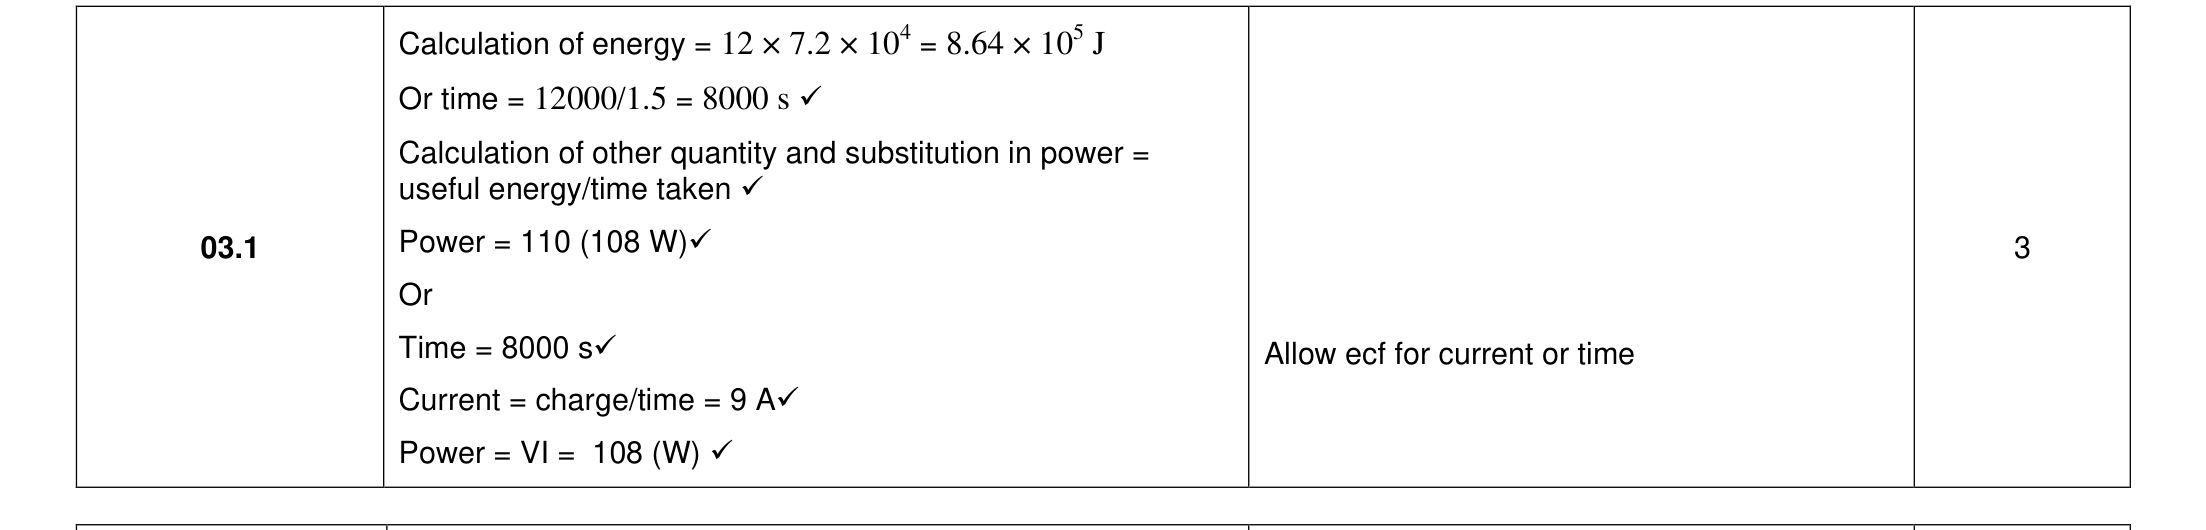 03.1
Calculation of energy = 12 × 7.2 × 10⁴ = 8.64 × 10⁵ J
Or time = 12000/1.5 = 8000 s ✓
Calculation of other quantity and substitution in power =
useful energy/time taken ✓
Power = 110 (108 W)✓
Or
Time = 8000 s✓
Current = charge/time = 9 A✓
Power = VI = 108 (W) ✓
Allow ecf for current or time
3